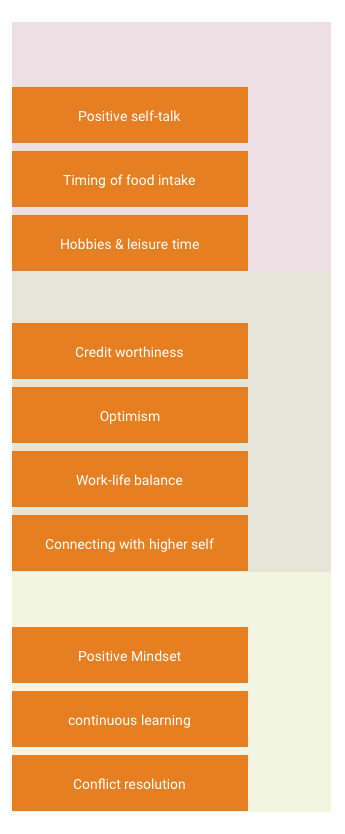 Positive self-talk
Timing of food intake
Hobbies & leisure time
Credit worthiness
Optimism
Work-life balance
Connecting with higher self
Positive Mindset
continuous learning
Conflict resolution